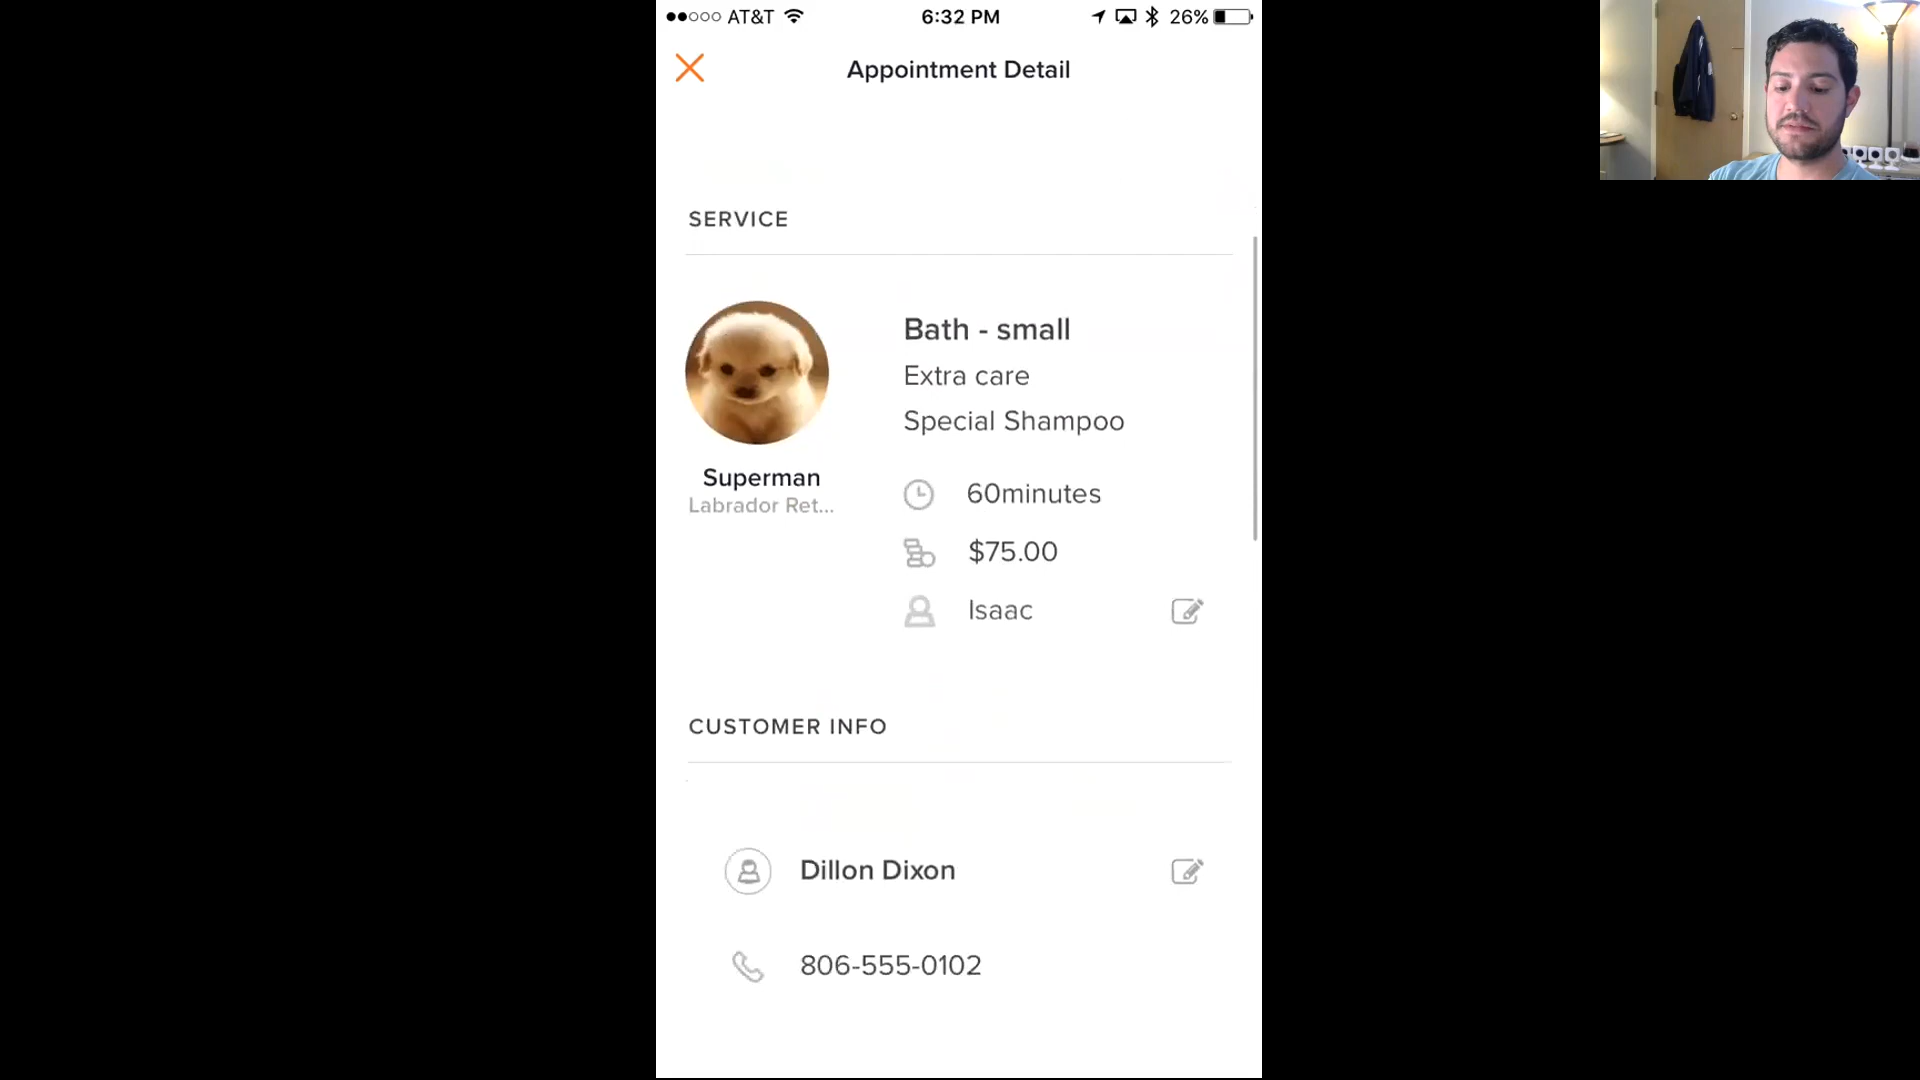 AT&T 6:32 PM 26%
Appointment Detail
SERVICE
Bath - small
Extra care
Special Shampoo
Superman
Labrador Ret...
60minutes
$75.00
Isaac
CUSTOMER INFO
Dillon Dixon
806-555-0102